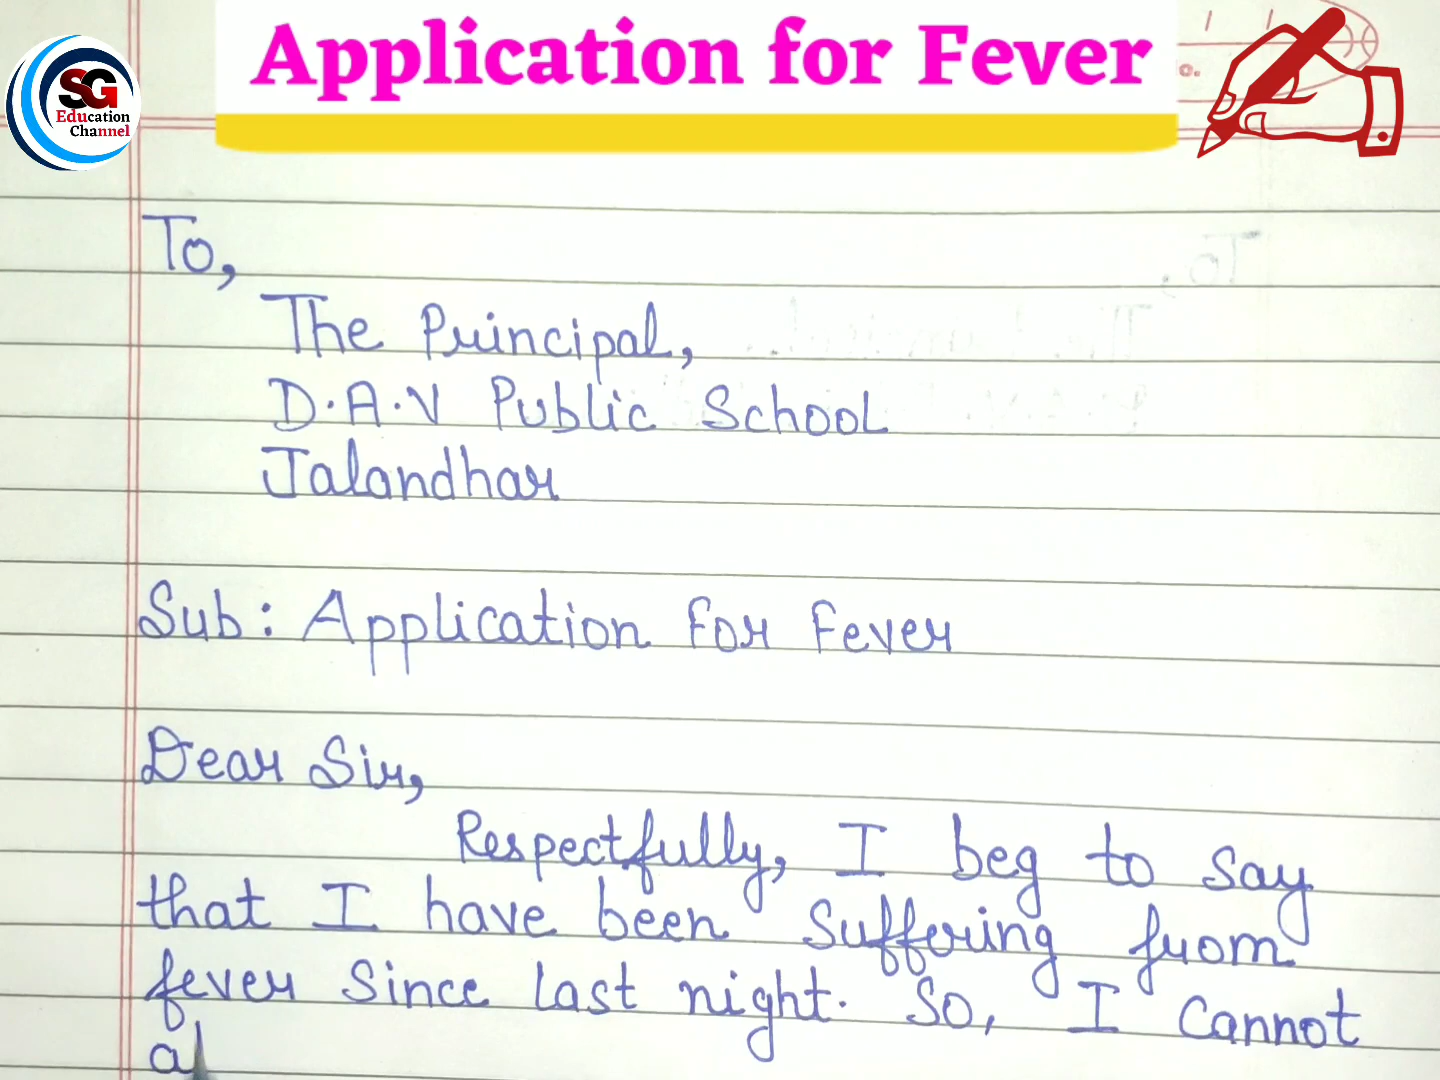 Application for Fever
SG
Education
Channel
To,
The Principal,
D.A.V Public School
Jalandhar
Sub: Application for fever
Dear Sir,
Respectfully, I beg to say
that I have been suffering from
fever since last night. So, I cannot